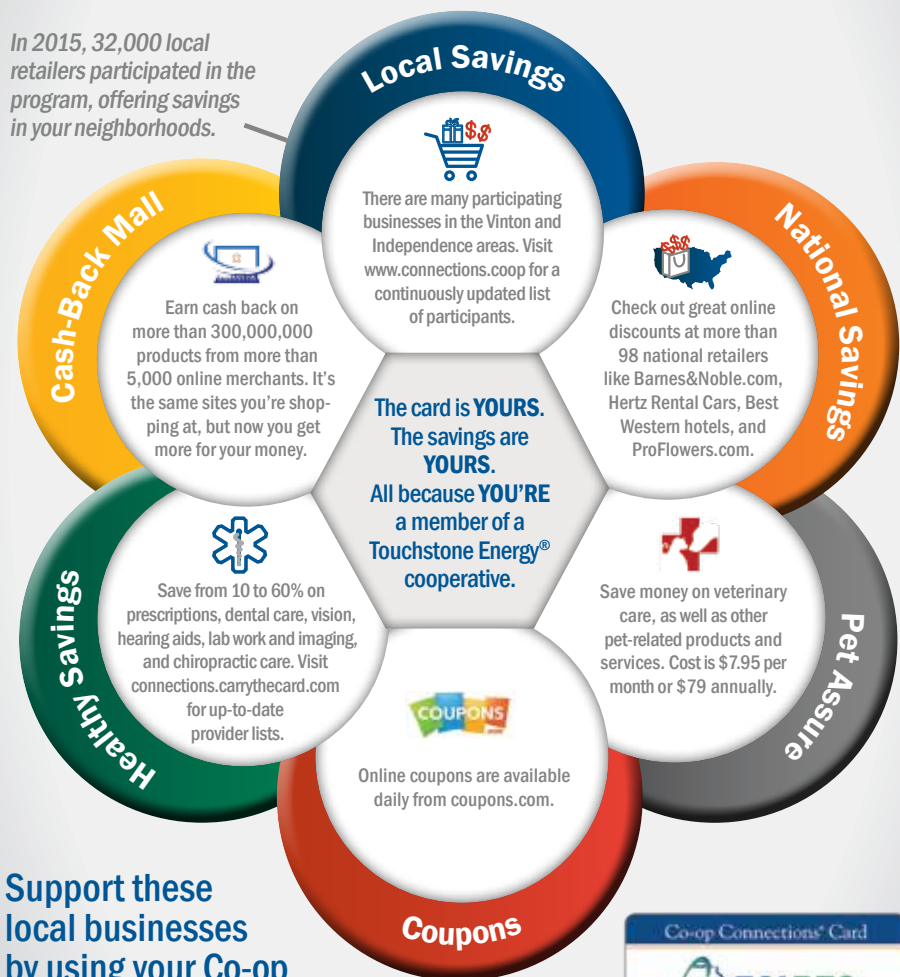 In 2015, 32,000 local
retailers participated in the
program, offering savings
in your neighborhoods.
Local Savings
$$
There are many participating
businesses in the Vinton and
Independence areas. Visit
www.connections.coop for a
continuously updated list
of participants.
Cash-Back Mall
Earn cash back on
more than 300,000,000
products from more than
5,000 online merchants. It's
the same sites you're shop-
ping at, but now you get
more for your money.
National Savings
$$$
Check out great online
discounts at more than
98 national retailers
like Barnes&Noble.com,
Hertz Rental Cars, Best
Western hotels, and
ProFlowers.com.
The card is YOURS.
The savings are
YOURS.
All because YOU'RE
a member of a
Touchstone Energy®
cooperative.
Healthy Savings
Save from 10 to 60% on
prescriptions, dental care, vision,
hearing aids, lab work and imaging,
and chiropractic care. Visit
connections.carrythecard.com
for up-to-date
provider lists.
Pet Assure
Save money on veterinary
care, as well as other
pet-related products and
services. Cost is $7.95 per
month or $79 annually.
COUPONS
Online coupons are available
daily from coupons.com.
Coupons
Support these
local businesses
by using your Co-op
Co-op Connections® Card